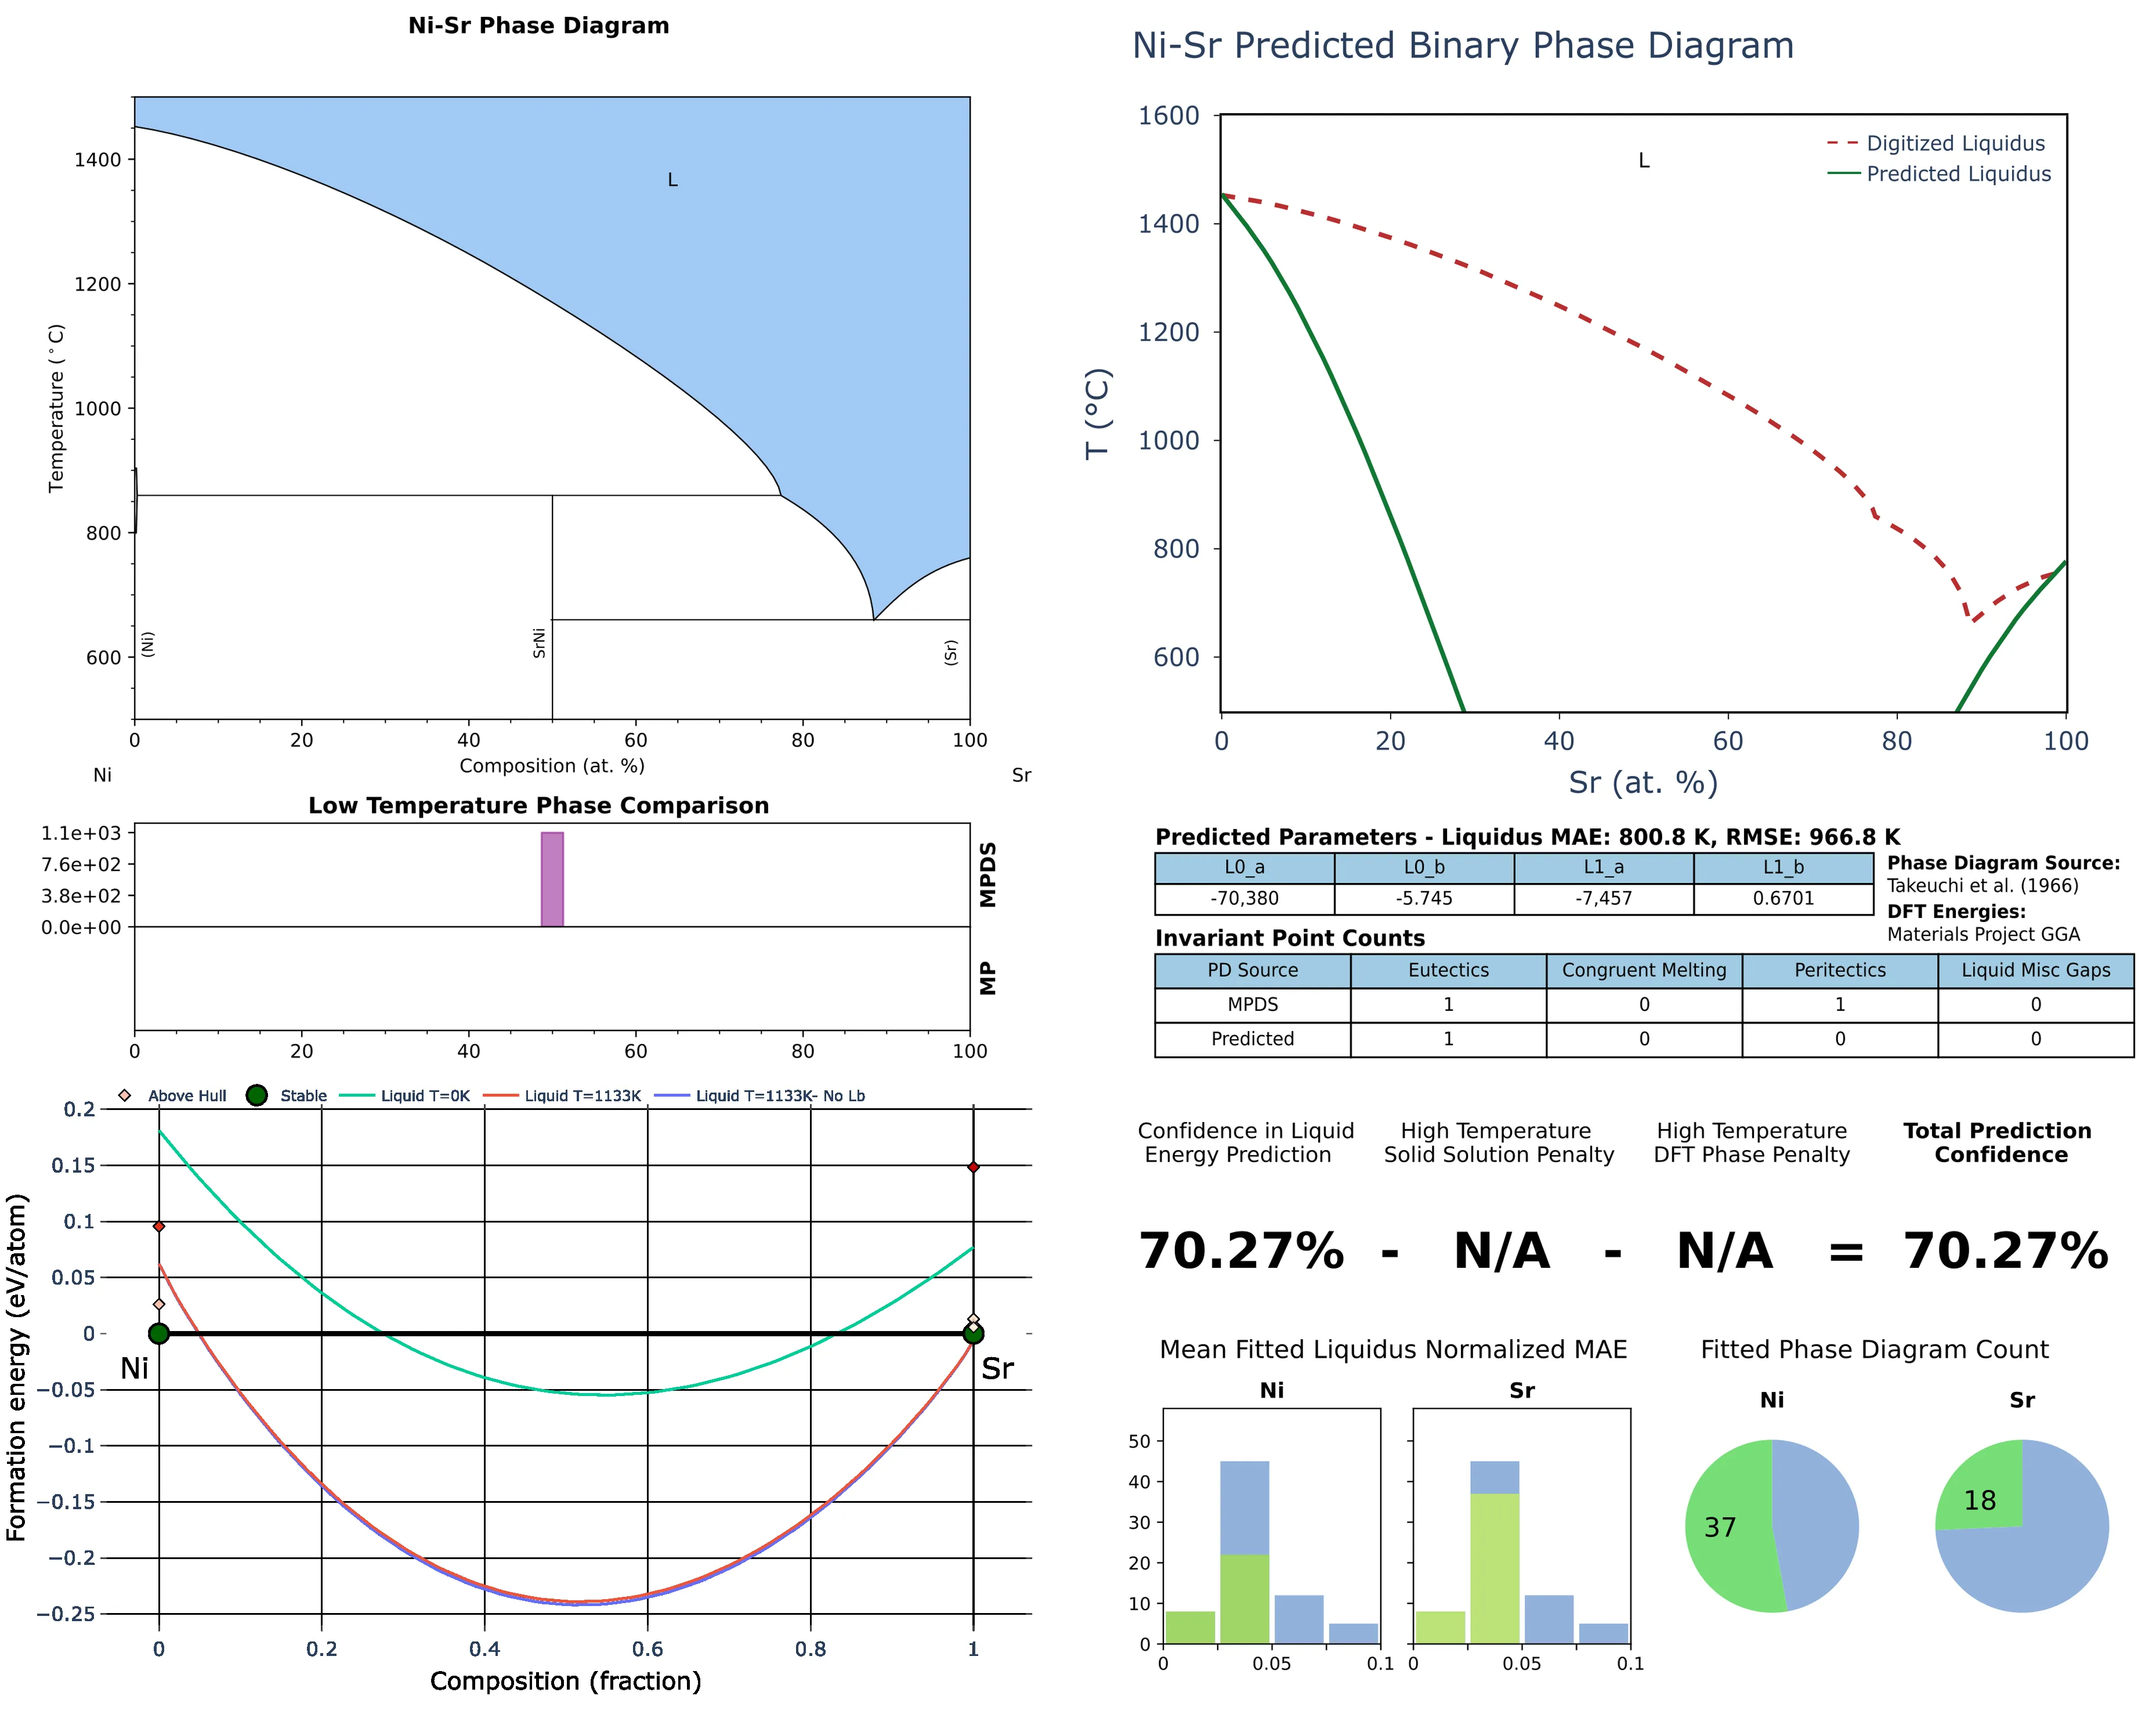 Ni-Sr Phase Diagram
Temperature (°C)
1400
1200
1000
800
600
L
(Ni)
SrNi
(Sr)
0 20 40 60 80 100
Composition (at. %)
Ni Sr
Low Temperature Phase Comparison
1.1e+03
7.6e+02
3.8e+02
0.0e+00
MPDS
MP
0 20 40 60 80 100
Above Hull Stable Liquid T=0K Liquid T=1133K Liquid T=1133K- No Lb
Formation energy (eV/atom)
0.2
0.15
0.1
0.05
0
−0.05
−0.1
−0.15
−0.2
−0.25
Ni Sr
0 0.2 0.4 0.6 0.8 1
Composition (fraction)
Ni-Sr Predicted Binary Phase Diagram
T (°C)
1600
1400
1200
1000
800
600
L
Digitized Liquidus
Predicted Liquidus
0 20 40 60 80 100
Sr (at. %)
Predicted Parameters - Liquidus MAE: 800.8 K, RMSE: 966.8 K
L0_a L0_b L1_a L1_b
-70,380 -5.745 -7,457 0.6701
Phase Diagram Source:
Takeuchi et al. (1966)
DFT Energies:
Materials Project GGA
Invariant Point Counts
PD Source Eutectics Congruent Melting Peritectics Liquid Misc Gaps
MPDS 1 0 1 0
Predicted 1 0 0 0
Confidence in Liquid
Energy Prediction
High Temperature
Solid Solution Penalty
High Temperature
DFT Phase Penalty
Total Prediction
Confidence
70.27% - N/A - N/A = 70.27%
Mean Fitted Liquidus Normalized MAE
Ni Sr
50
40
30
20
10
0
0 0.05 0.1 0 0.05 0.1
Fitted Phase Diagram Count
Ni Sr
37 18